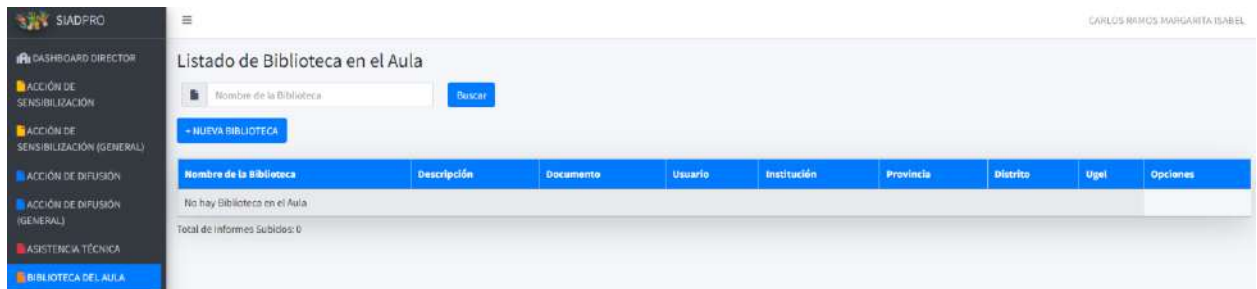 SIADPRO
CARLOS RAMOS MARGARITA ISABEL
DASHBOARD DIRECTOR
ACCIÓN DE
SENSIBILIZACIÓN
ACCIÓN DE
SENSIBILIZACIÓN (GENERAL)
ACCIÓN DE DIFUSIÓN
ACCIÓN DE DIFUSIÓN
(GENERAL)
ASISTENCIA TÉCNICA
BIBLIOTECA DEL AULA
Listado de Biblioteca en el Aula
Nombre de la Biblioteca Buscar
+ NUEVA BIBLIOTECA
Nombre de la Biblioteca Descripción Documento Usuario Institución Provincia Distrito Ugel Opciones
No hay Biblioteca en el Aula
Total de Informes Subidos: 0